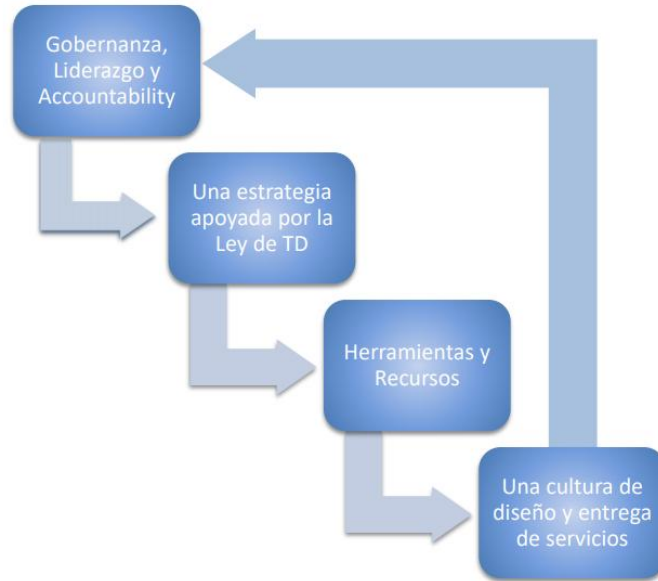 Gobernanza,
Liderazgo y
Accountability
Una estrategia
apoyada por la
Ley de TD
Herramientas y
Recursos
Una cultura de
diseño y entrega
de servicios